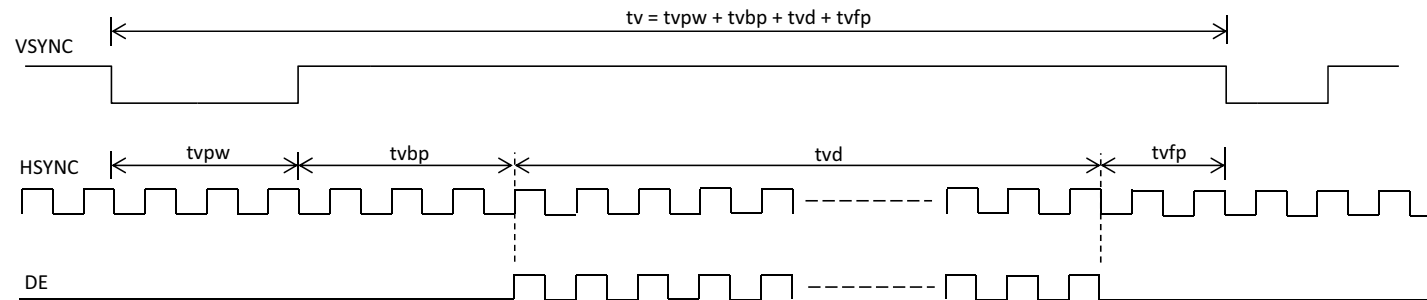 tv = tvpw + tvbp + tvd + tvfp
VSYNC
tvpw
tvbp
tvd
tvfp
HSYNC
DE